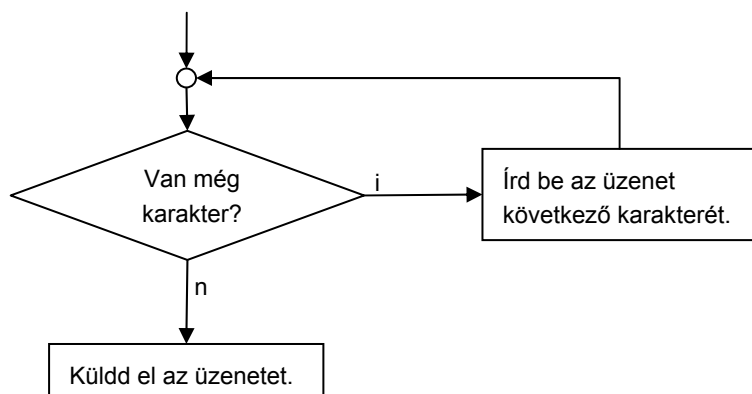 Van még
karakter?
i
Írd be az üzenet
következő karakterét.
n
Küldd el az üzenetet.